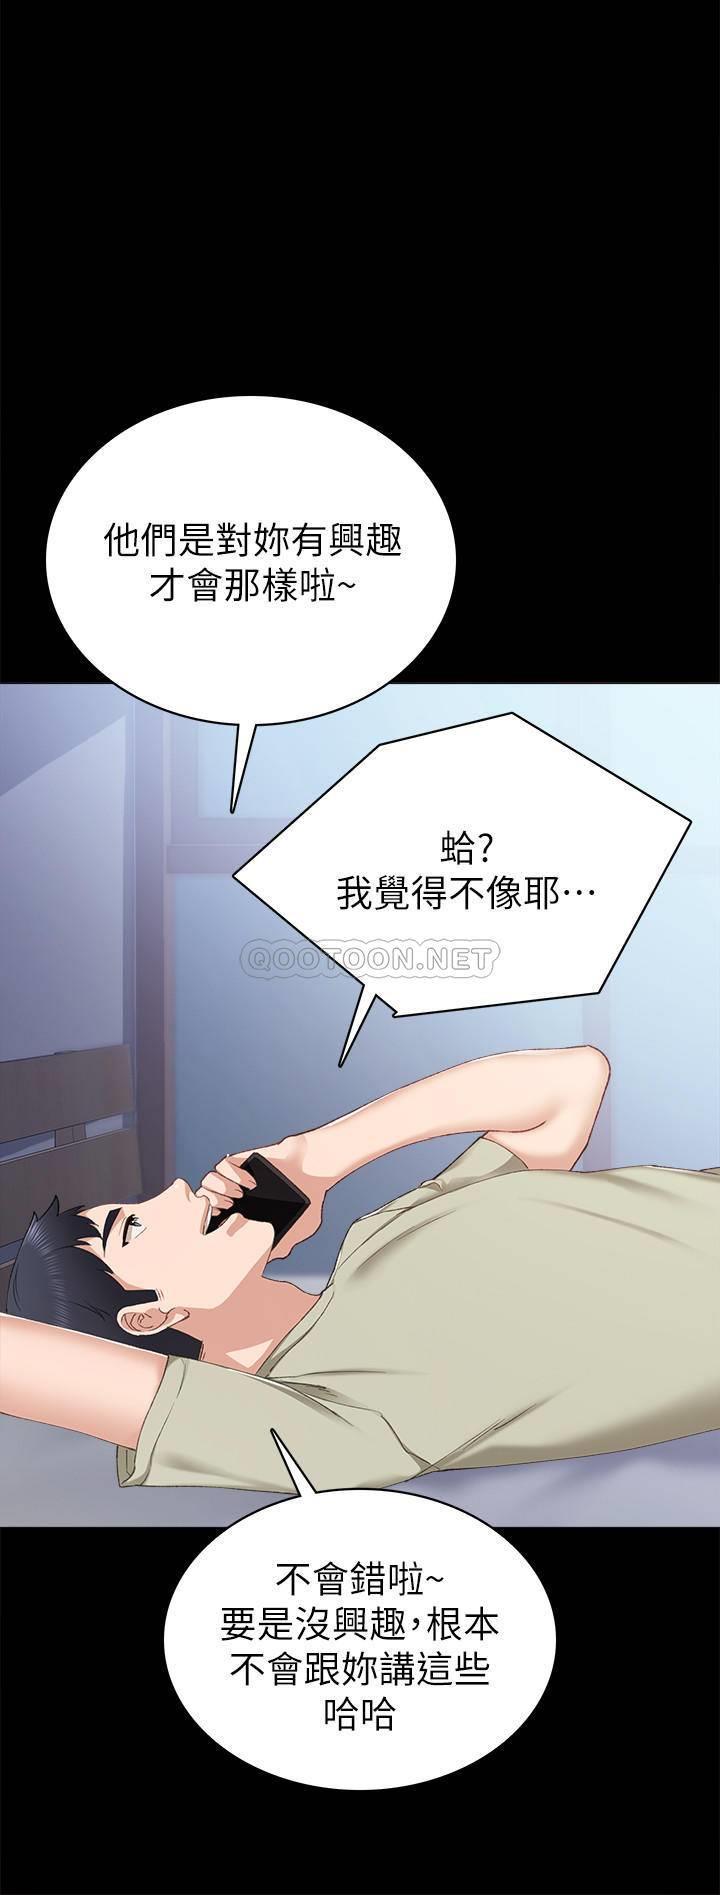 他們是對妳有興趣
才會那樣啦~
蛤?
我覺得不像耶⋯
QOOTOON.NET
不會錯啦~
要是沒興趣，根本
不會跟妳講這些
哈哈